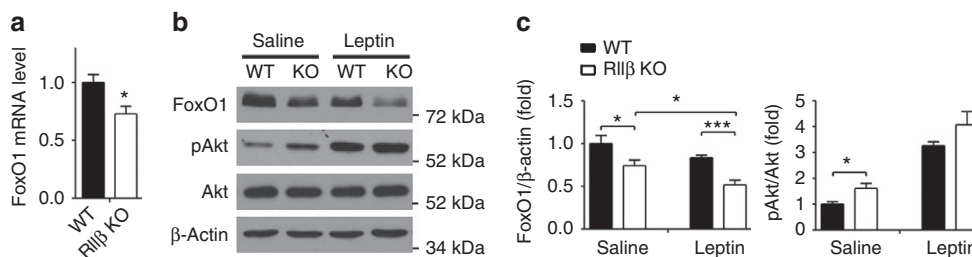 a
FoxO1 mRNA level
1.0
*
0.5
0.0
WT
RIIβ KO
b
Saline Leptin
WT KO WT KO
FoxO1
72 kDa
pAkt
52 kDa
Akt
52 kDa
β-Actin
34 kDa
c
WT
RIIβ KO
FoxO1/β-actin (fold)
1.5
1.0
0.5
0.0
*
*
***
Saline Leptin
pAkt/Akt (fold)
5
4
3
2
1
0
*
Saline Leptin